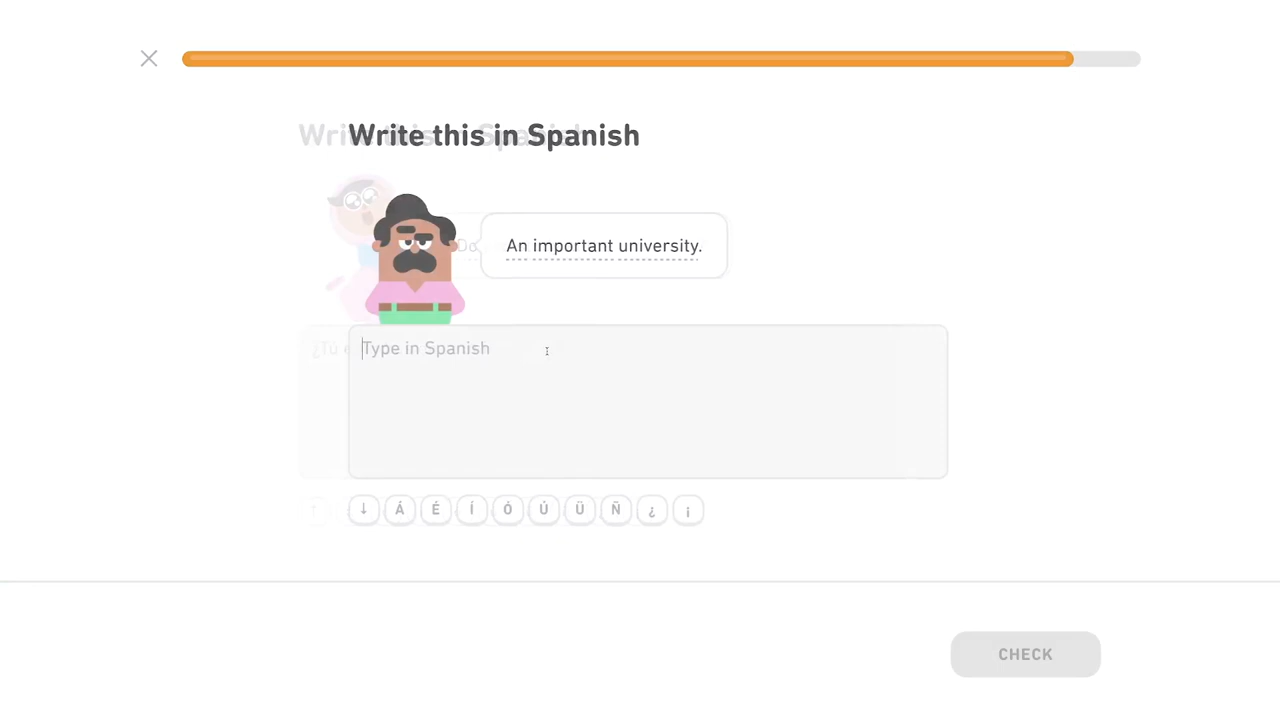 Write this in Spanish
An important university.
Type in Spanish
↓ Á É Í Ó Ú Ü Ñ ¿ ¡
CHECK